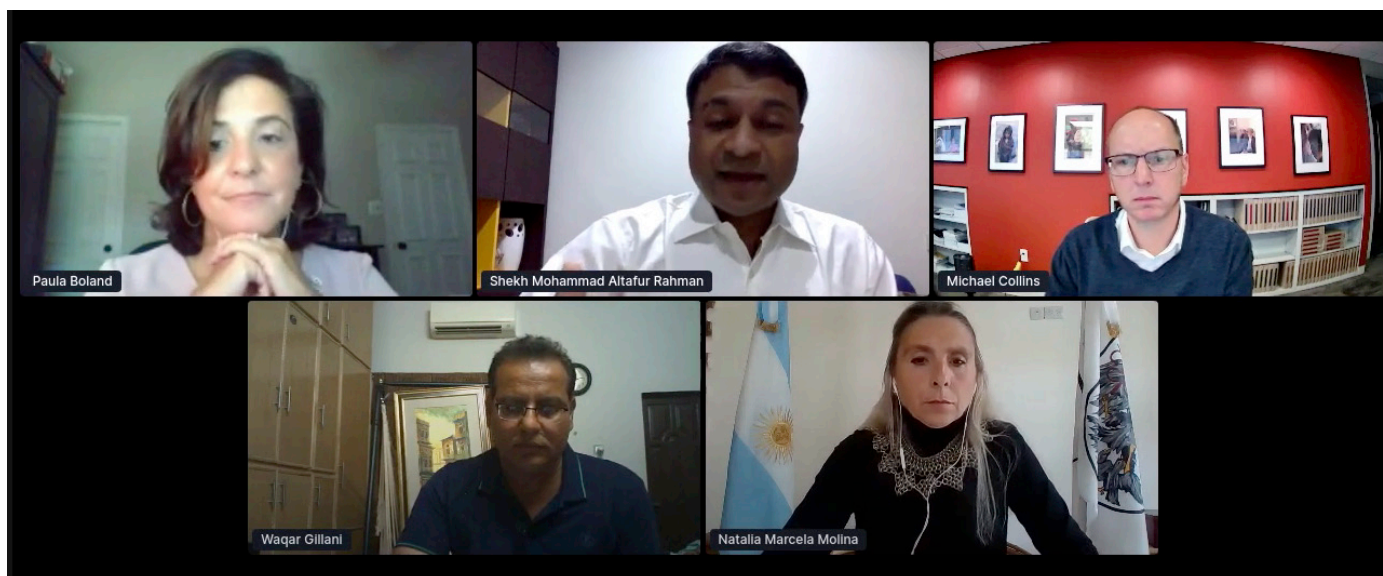 Paula Boland
Shekh Mohammad Altafur Rahman
Michael Collins
Waqar Gillani
Natalia Marcela Molina